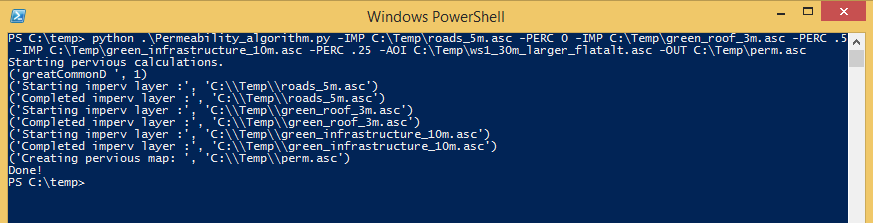 Windows PowerShell
PS C:\temp> python .\Permeability_algorithm.py -IMP C:\Temp\roads_5m.asc -PERC 0 -IMP C:\Temp\green_roof_3m.asc -PERC .5
-IMP C:\Temp\green_infrastructure_10m.asc -PERC .25 -AOI C:\Temp\ws1_30m_larger_flatalt.asc -OUT C:\Temp\perm.asc
Starting pervious calculations.
('greatCommonD ', 1)
('Starting imperv layer :', 'C:\\Temp\\roads_5m.asc')
('Completed imperv layer :', 'C:\\Temp\\roads_5m.asc')
('Starting imperv layer :', 'C:\\Temp\\green_roof_3m.asc')
('Completed imperv layer :', 'C:\\Temp\\green_roof_3m.asc')
('Starting imperv layer :', 'C:\\Temp\\green_infrastructure_10m.asc')
('Completed imperv layer :', 'C:\\Temp\\green_infrastructure_10m.asc')
('Creating pervious map: ', 'C:\\Temp\\perm.asc')
Done!
PS C:\temp>